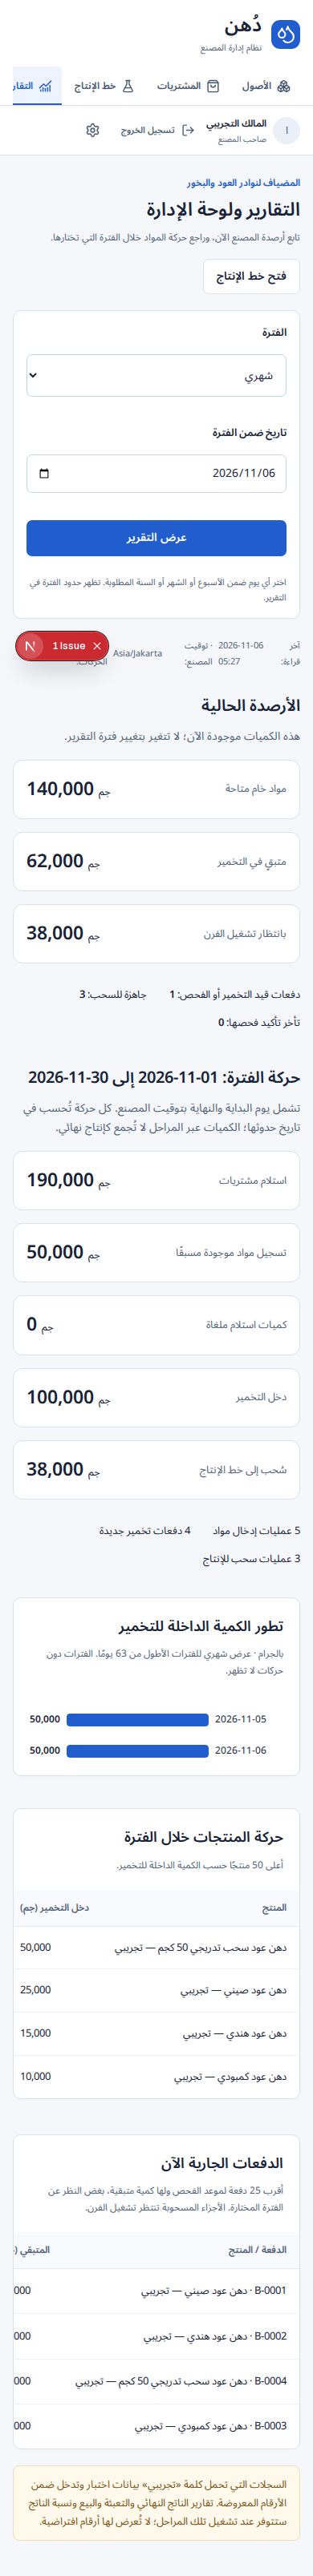 دُهن
نظام إدارة المصنع
الأصول
المشتريات
خط الإنتاج
التقار
ا
المالك التجريبي
صاحب المصنع
تسجيل الخروج
المضياف لنوادر العود والبخور
التقارير ولوحة الإدارة
تابع أرصدة المصنع الآن، وراجع حركة المواد خلال الفترة التي تختارها.
فتح خط الإنتاج
الفترة
شهري
تاريخ ضمن الفترة
2026/11/06
عرض التقرير
اختر أي يوم ضمن الأسبوع أو الشهر أو السنة المطلوبة. تظهر حدود الفترة في
التقرير.
آخر قراءة:
2026-11-06 05:27
· توقيت المصنع:
Asia/Jakarta
1 Issue
الأرصدة الحالية
هذه الكميات موجودة الآن؛ لا تتغير بتغيير فترة التقرير.
مواد خام متاحة
140,000 جم
متبقٍ في التخمير
62,000 جم
بانتظار تشغيل الفرن
38,000 جم
دفعات قيد التخمير أو الفحص: 1
جاهزة للسحب: 3
تأخر تأكيد فحصها: 0
حركة الفترة: 01-11-2026 إلى 30-11-2026
تشمل يوم البداية والنهاية بتوقيت المصنع. كل حركة تُحسب في
تاريخ حدوثها؛ الكميات عبر المراحل لا تُجمع كإنتاج نهائي.
استلام مشتريات
190,000 جم
تسجيل مواد موجودة مسبقًا
50,000 جم
كميات استلام ملغاة
0 جم
دخل التخمير
100,000 جم
سُحب إلى خط الإنتاج
38,000 جم
5 عمليات إدخال مواد
4 دفعات تخمير جديدة
3 عمليات سحب للإنتاج
تطور الكمية الداخلة للتخمير
بالجرام · عرض شهري للفترات الأطول من 63 يومًا. الفترات دون
حركات لا تظهر.
2026-11-05
50,000
2026-11-06
50,000
حركة المنتجات خلال الفترة
أعلى 50 منتجًا حسب الكمية الداخلة للتخمير.
المنتج
دخل التخمير (جم)
دهن عود سحب تدريجي 50 كجم — تجريبي
50,000
دهن عود صيني — تجريبي
25,000
دهن عود هندي — تجريبي
15,000
دهن عود كمبودي — تجريبي
10,000
الدفعات الجارية الآن
أقرب 25 دفعة لموعد الفحص ولها كمية متبقية، بغض النظر عن
الفترة المختارة. الأجزاء المسحوبة تنتظر تشغيل الفرن.
الدفعة / المنتج
المتبقي
B-0001 · دهن عود صيني — تجريبي
000
B-0002 · دهن عود هندي — تجريبي
000
B-0004 · دهن عود سحب تدريجي 50 كجم — تجريبي
000
B-0003 · دهن عود كمبودي — تجريبي
000
السجلات التي تحمل كلمة «تجريبي» بيانات اختبار وتدخل ضمن
الأرقام المعروضة. تقارير الناتج النهائي والتعبئة والبيع ونسبة الناتج
ستتوفر عند تشغيل تلك المراحل؛ لا تُعرض لها أرقام افتراضية.